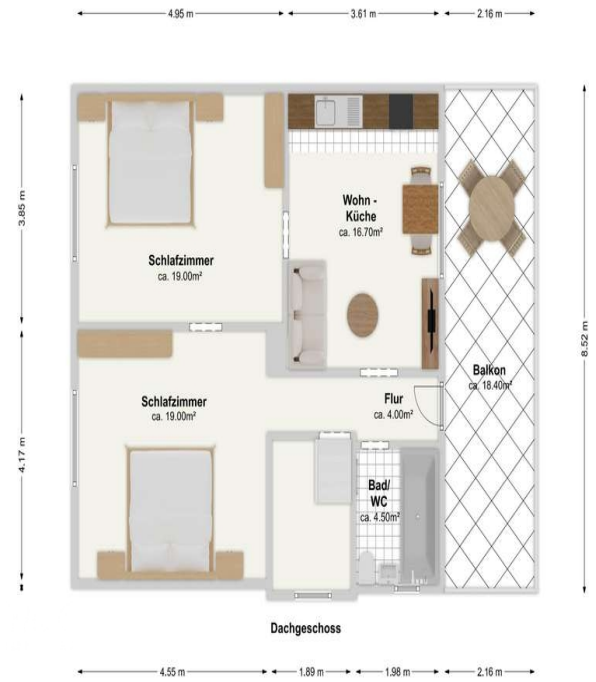 4.95 m
3.61 m
2.16 m
3.85 m
4.17 m
8.52 m
Schlafzimmer
ca. 19.00m²
Wohn -
Küche
ca. 16.70m²
Schlafzimmer
ca. 19.00m²
Flur
ca. 4.00m²
Balkon
ca. 18.40m²
Bad/
WC
ca. 4.50m²
Dachgeschoss
4.55 m
1.89 m
1.98 m
2.16 m